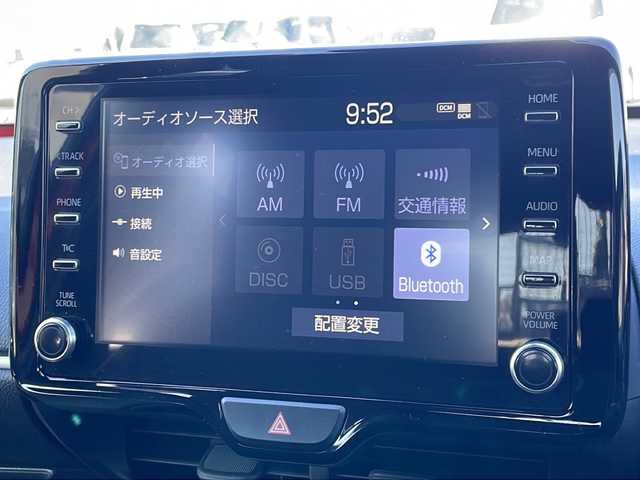 CH >
< TRACK
PHONE
T C
TUNE
SCROLL
オーディオソース選択
9:52
DCM
DCM
オーディオ選択
再生中
接続
音設定
AM
FM
交通情報
DISC
USB
Bluetooth
配置変更
HOME
MENU
AUDIO
MAP
POWER
VOLUME